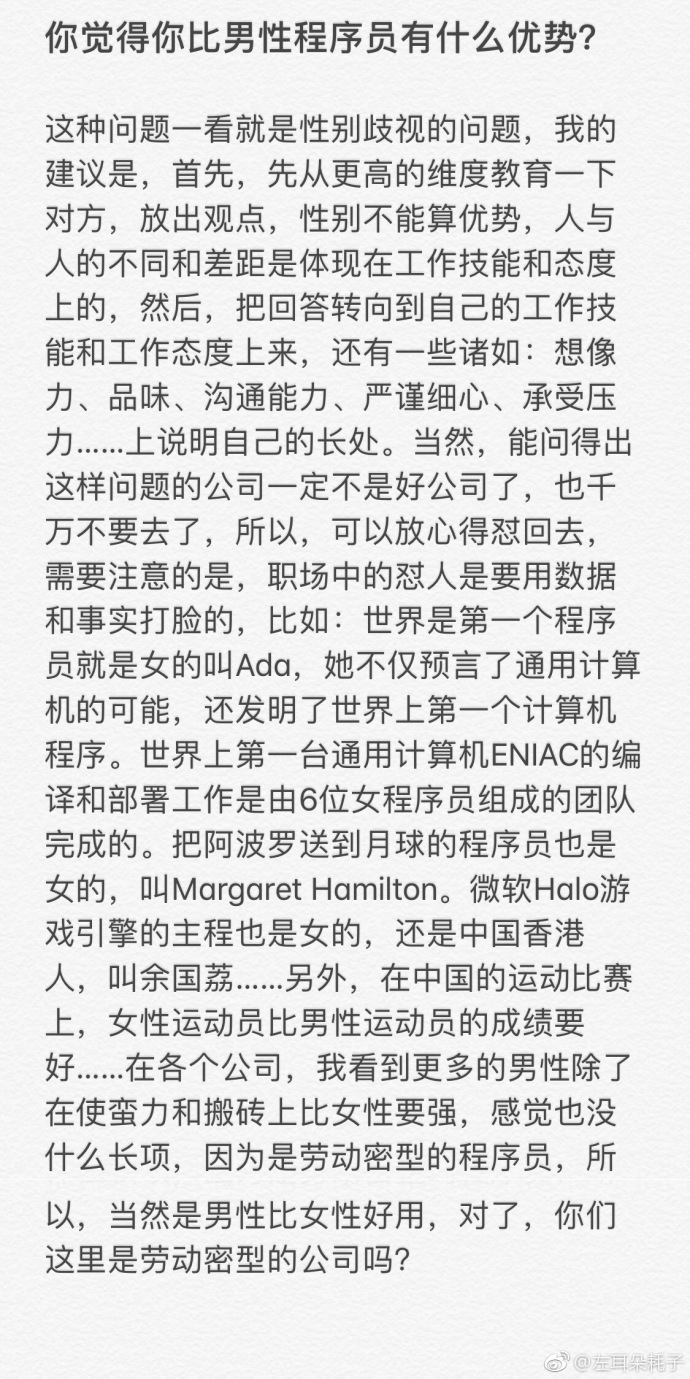 你觉得你比男性程序员有什么优势？
这种问题一看就是性别歧视的问题，我的
建议是，首先，先从更高的维度教育一下
对方，放出观点，性别不能算优势，人与
人的不同和差距是体现在工作技能和态度
上的，然后，把回答转向到自己的工作技
能和工作态度上来，还有一些诸如：想像
力、品味、沟通能力、严谨细心、承受压
力……上说明自己的长处。当然，能问得出
这样问题的公司一定不是好公司了，也千
万不要去了，所以，可以放心得怼回去，
需要注意的是，职场中的怼人是要用数据
和事实打脸的，比如：世界是第一个程序
员就是女的叫Ada，她不仅预言了通用计算
机的可能，还发明了世界上第一个计算机
程序。世界上第一台通用计算机ENIAC的编
译和部署工作是由6位女程序员组成的团队
完成的。把阿波罗送到月球的程序员也是
女的，叫Margaret Hamilton。微软Halo游
戏引擎的主程也是女的，还是中国香港
人，叫余国荔……另外，在中国的运动比赛
上，女性运动员比男性运动员的成绩要
好……在各个公司，我看到更多的男性除了
在使蛮力和搬砖上比女性要强，感觉也没
什么长项，因为是劳动密型的程序员，所
以，当然是男性比女性好用，对了，你们
这里是劳动密型的公司吗？
@左耳朵耗子